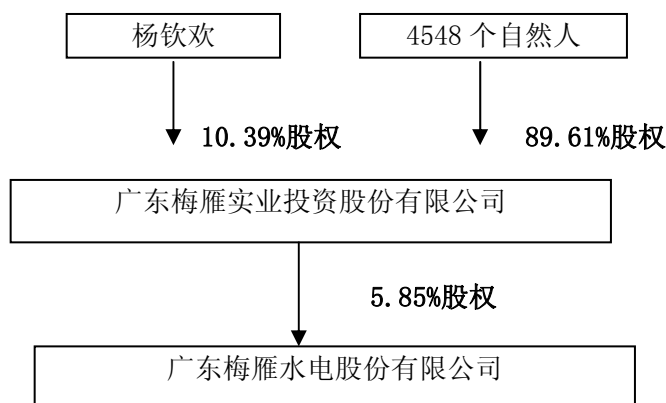 杨钦欢
4548 个自然人
10.39%股权
89.61%股权
广东梅雁实业投资股份有限公司
5.85%股权
广东梅雁水电股份有限公司